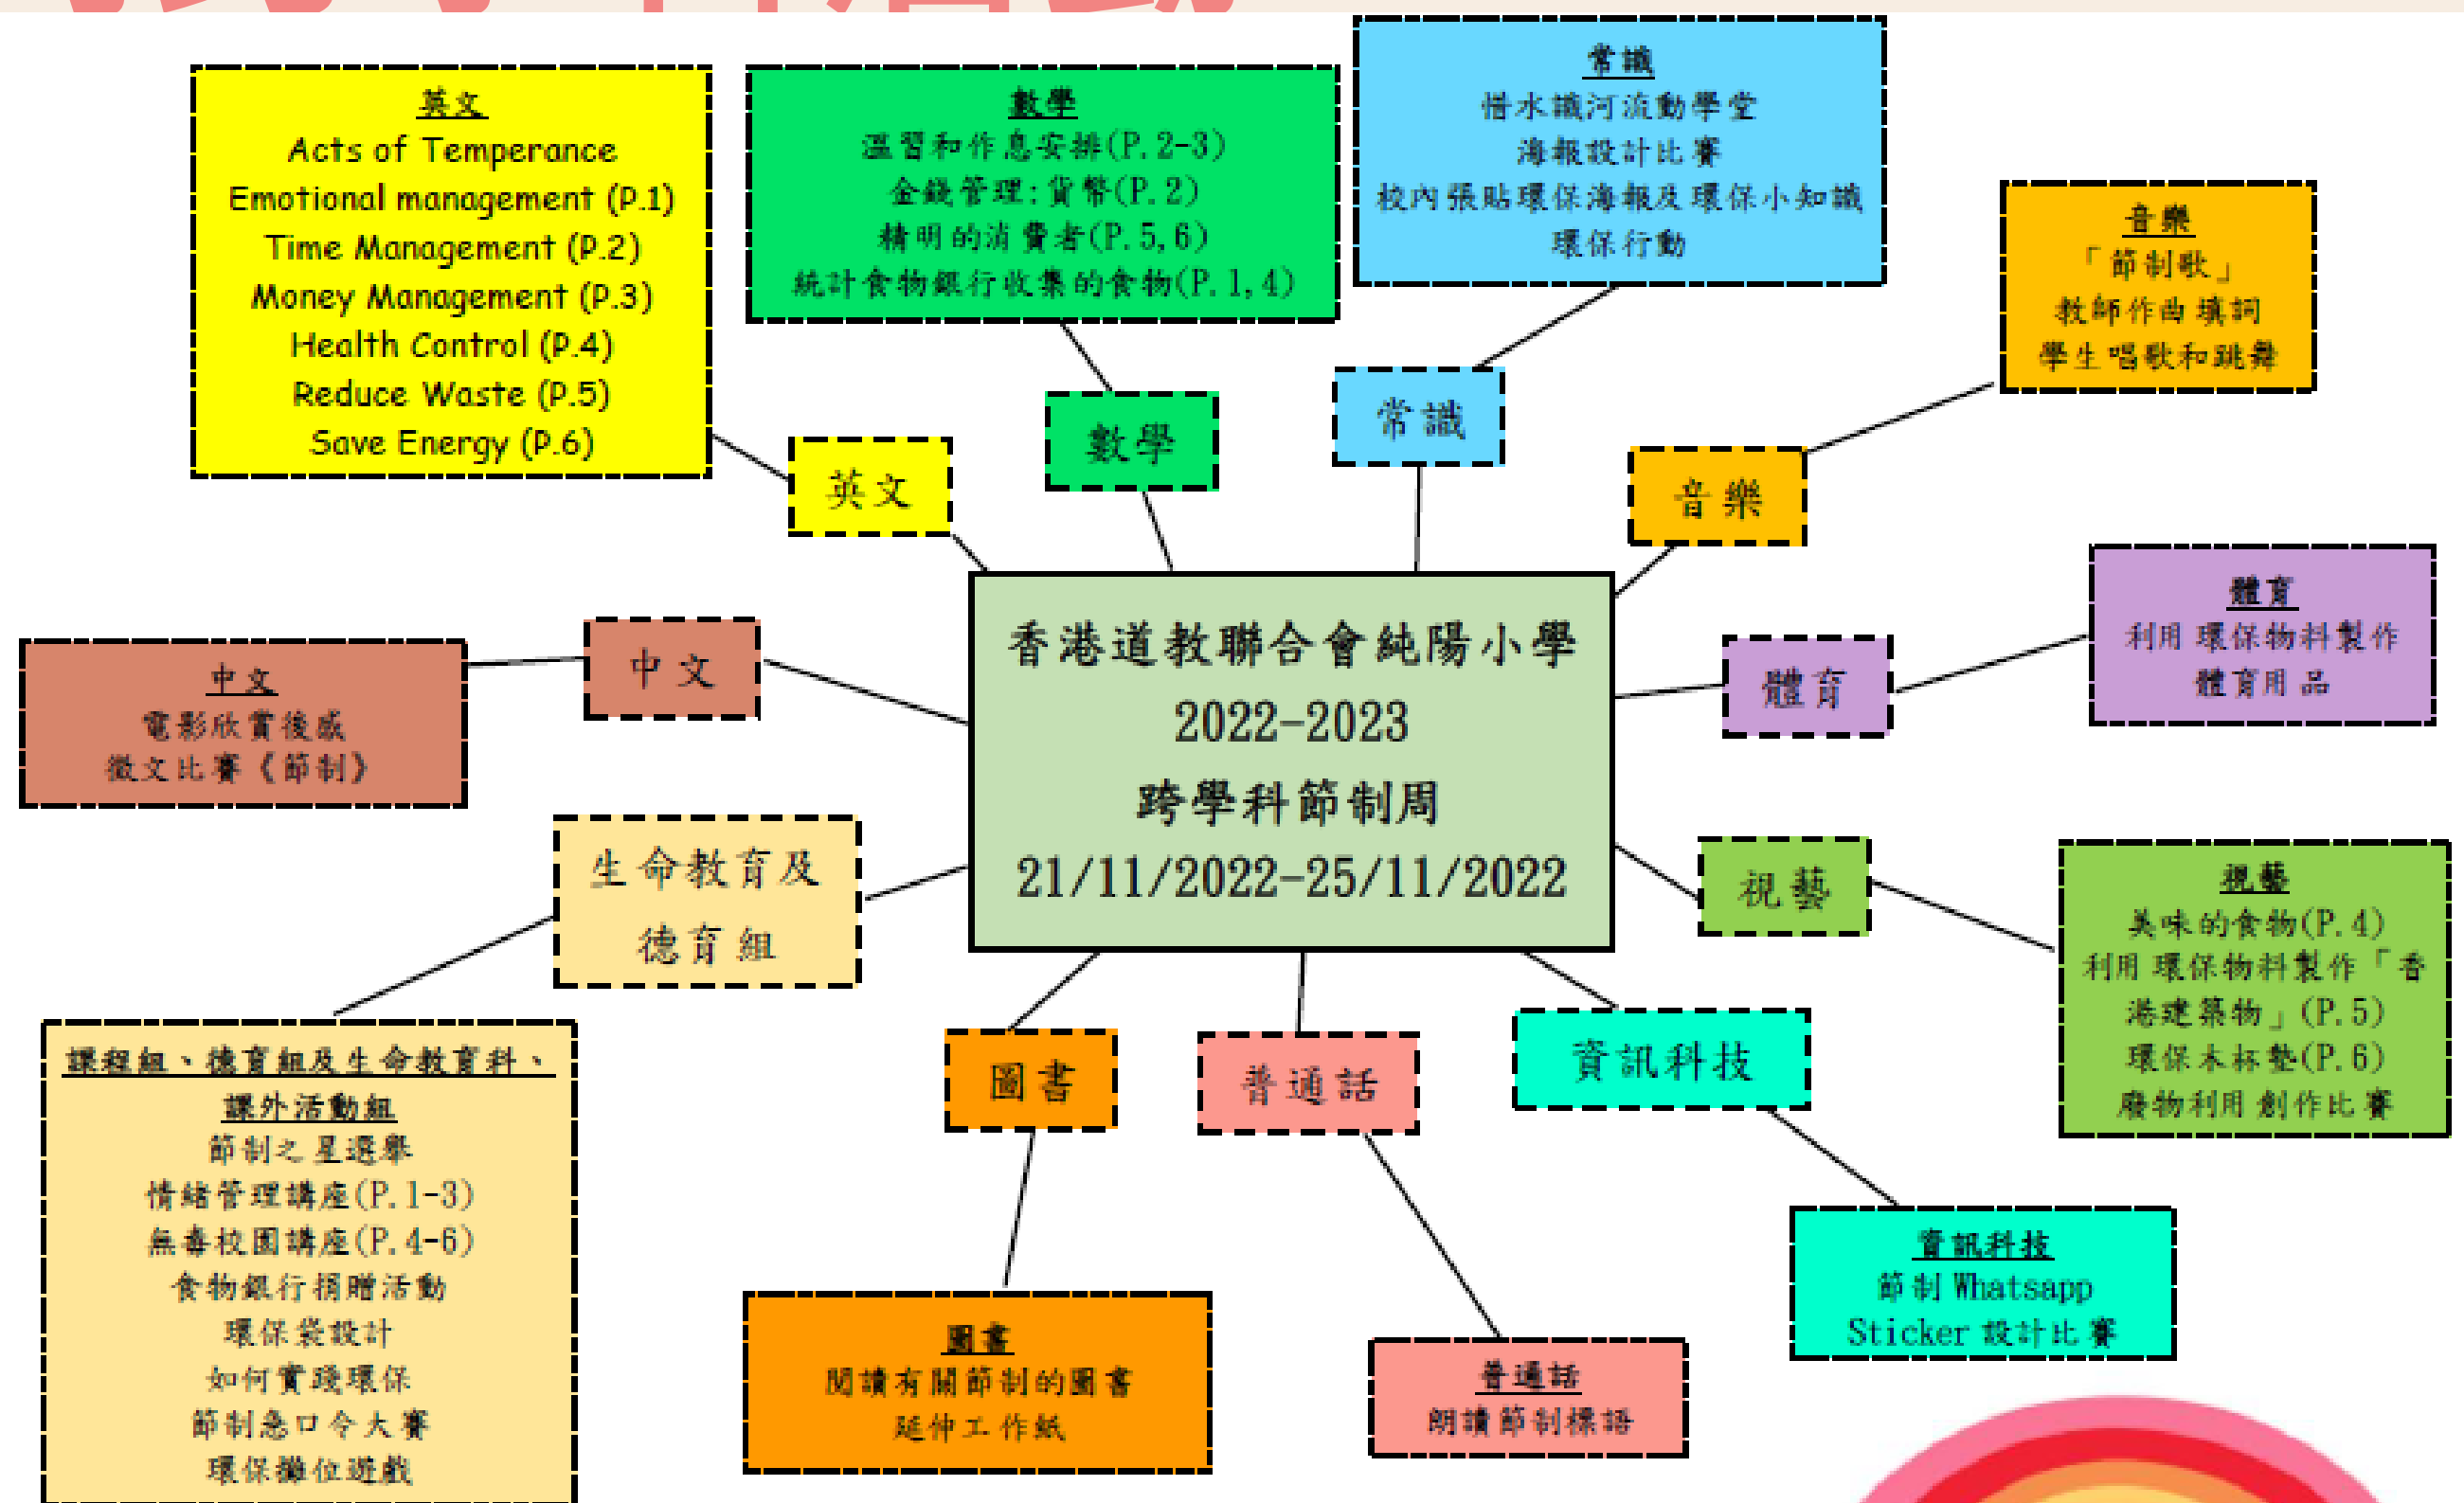 英文
Acts of Temperance
Emotional management (P.1)
Time Management (P.2)
Money Management (P.3)
Health Control (P.4)
Reduce Waste (P.5)
Save Energy (P.6)
數學
溫習和作息安排(P.2-3)
金錢管理:貨幣(P.2)
精明的消費者(P.5,6)
統計食物銀行收集的食物(P.1,4)
常識
惜水識河流動學堂
海報設計比賽
校內張貼環保海報及環保小知識
環保行動
音樂
「節制歌」
教師作曲填詞
學生唱歌和跳舞
英文
數學
常識
音樂
體育
利用環保物料製作
體育用品
中文
電影欣賞後感
徵文比賽《節制》
中文
香港道教聯合會純陽小學
2022-2023
跨學科節制周
21/11/2022-25/11/2022
體育
生命教育及
德育組
視藝
視藝
美味的食物(P.4)
利用環保物料製作「香
港建築物」(P.5)
環保木杯墊(P.6)
廢物利用創作比賽
課程組、德育組及生命教育科、
課外活動組
節制之星選舉
情緒管理講座(P.1-3)
無毒校園講座(P.4-6)
食物銀行捐贈活動
環保袋設計
如何實踐環保
節制急口令大賽
環保攤位遊戲
圖書
普通話
資訊科技
圖書
閱讀有關節制的圖書
延伸工作紙
普通話
朗讀節制標語
資訊科技
節制 Whatsapp
Sticker 設計比賽